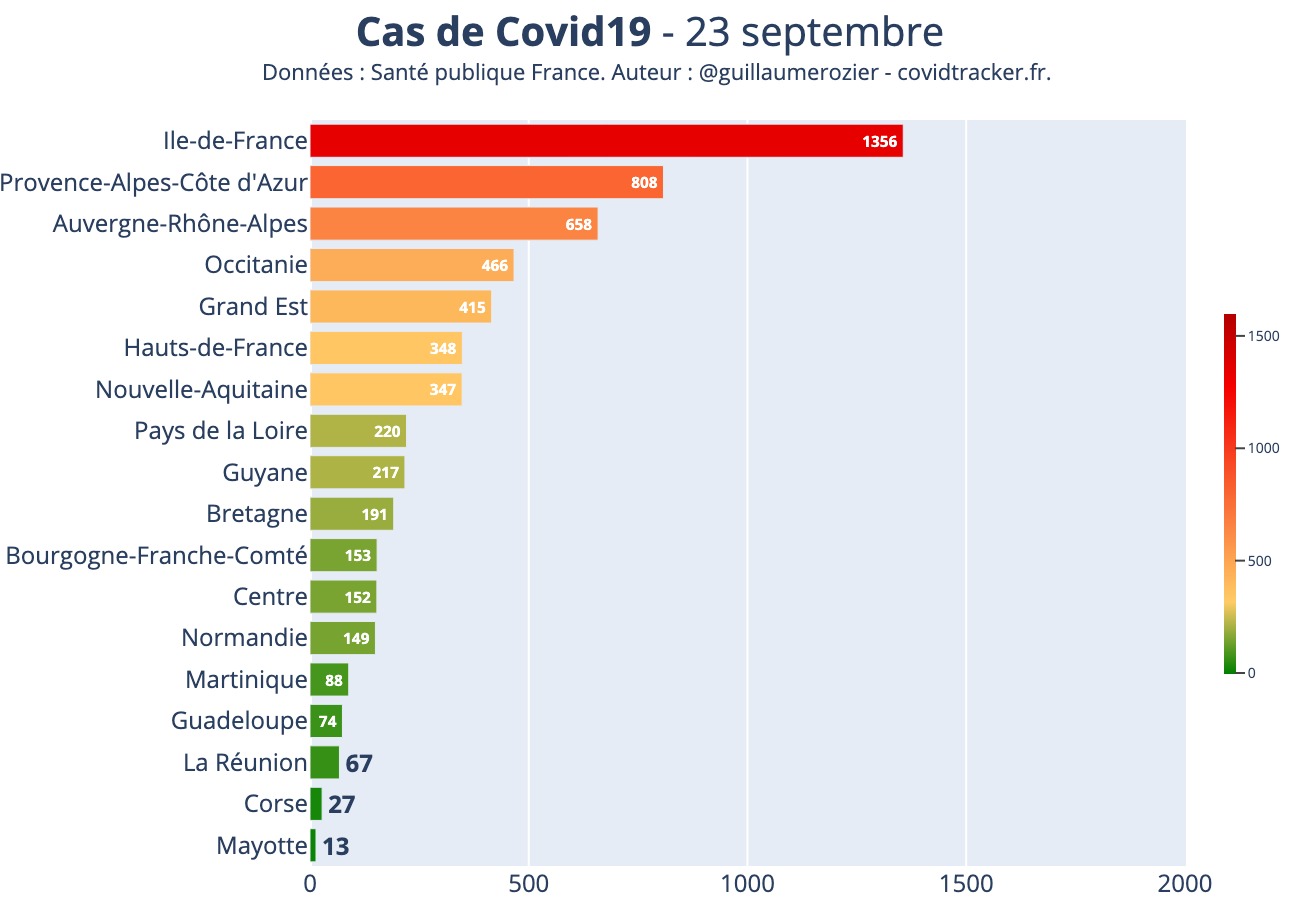 Cas de Covid19 - 23 septembre
Données : Santé publique France. Auteur : @guillaumerozier - covidtracker.fr.
Ile-de-France 1356
Provence-Alpes-Côte d'Azur 808
Auvergne-Rhône-Alpes 658
Occitanie 466
Grand Est 415
Hauts-de-France 348
Nouvelle-Aquitaine 347
Pays de la Loire 220
Guyane 217
Bretagne 191
Bourgogne-Franche-Comté 153
Centre 152
Normandie 149
Martinique 88
Guadeloupe 74
La Réunion 67
Corse 27
Mayotte 13
0 500 1000 1500 2000
1500
1000
500
0